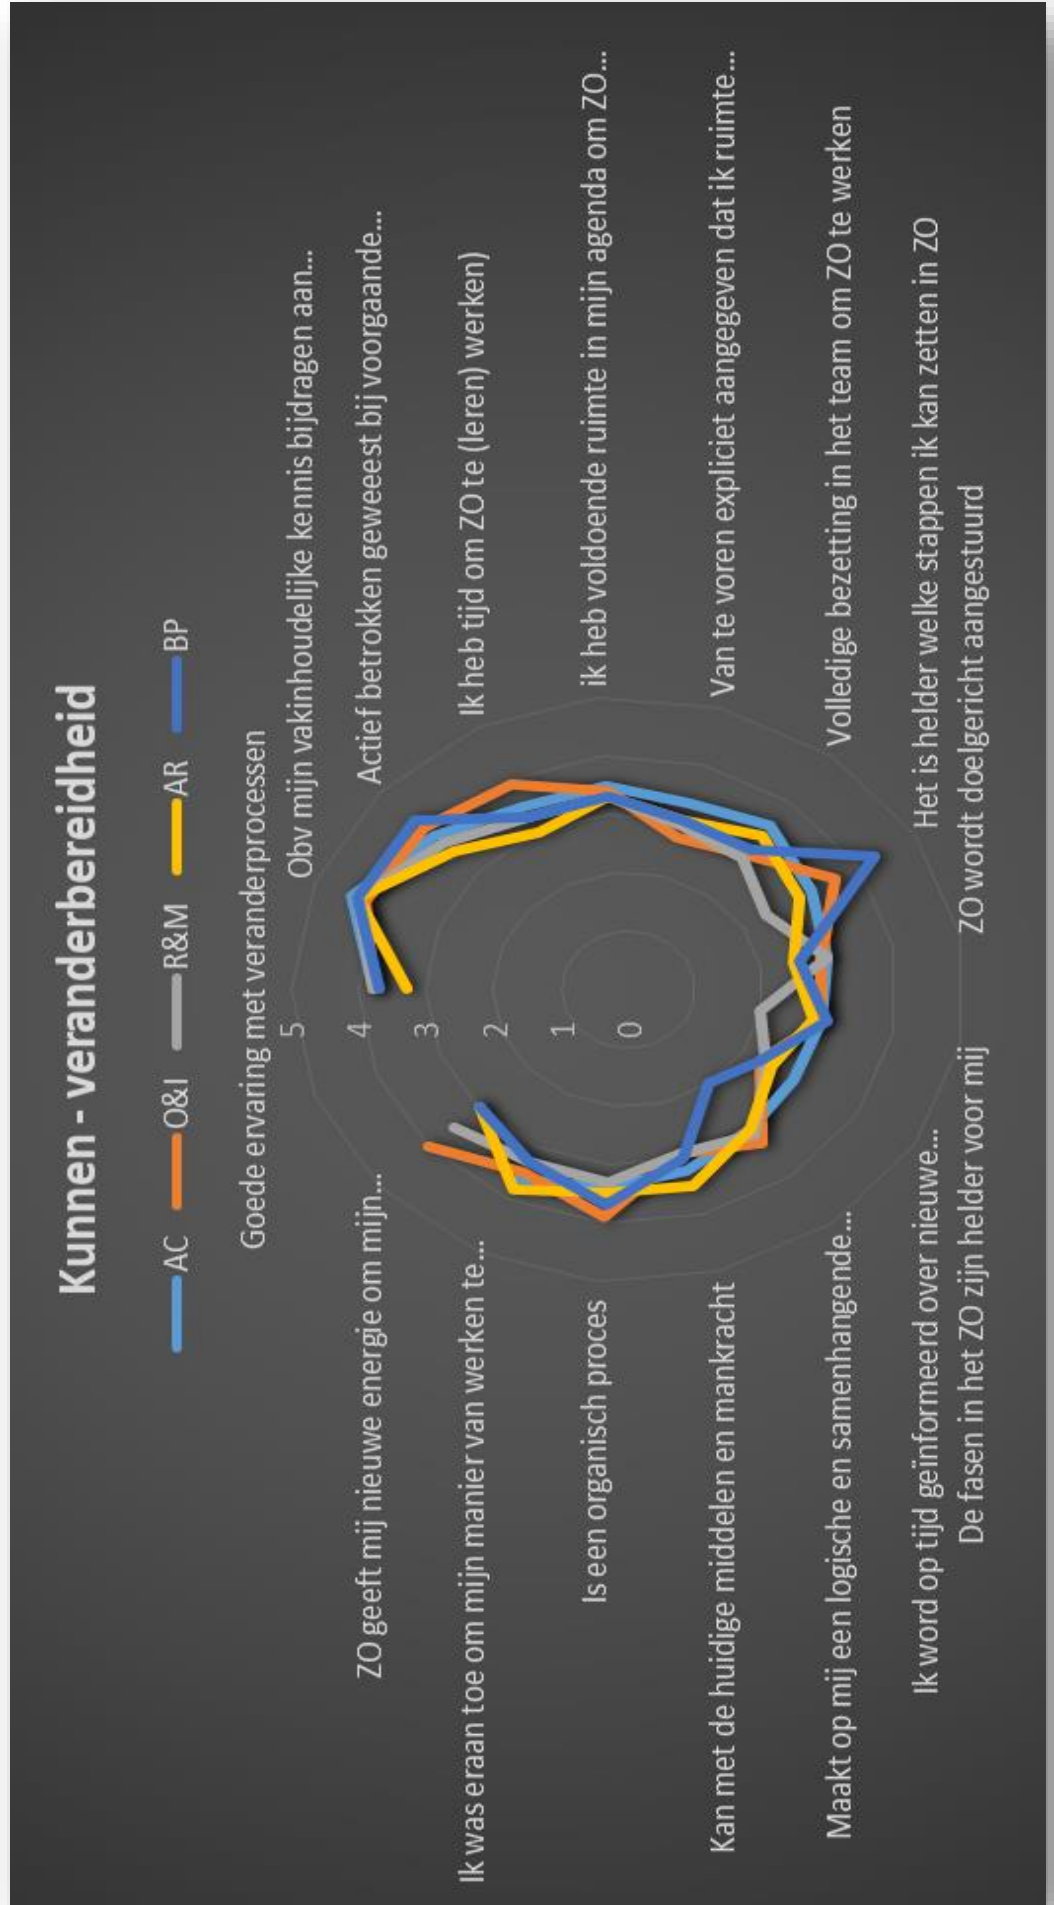 Kunnen - veranderbereidheid
AC
O&I
R&M
AR
BP
Goede ervaring met veranderprocessen
Obv mijn vakinhoudelijke kennis bijdragen aan...
Actief betrokken geweeest bij voorgaande...
Ik heb tijd om ZO te (leren) werken)
ik heb voldoende ruimte in mijn agenda om ZO...
Van te voren expliciet aangegeven dat ik ruimte...
Volledige bezetting in het team om ZO te werken
Het is helder welke stappen ik kan zetten in ZO
ZO wordt doelgericht aangestuurd
De fasen in het ZO zijn helder voor mij
Ik word op tijd geïnformeerd over nieuwe...
Maakt op mij een logische en samenhangende...
Kan met de huidige middelen en mankracht
Is een organisch proces
Ik was eraan toe om mijn manier van werken te...
ZO geeft mij nieuwe energie om mijn...
5
4
3
2
1
0